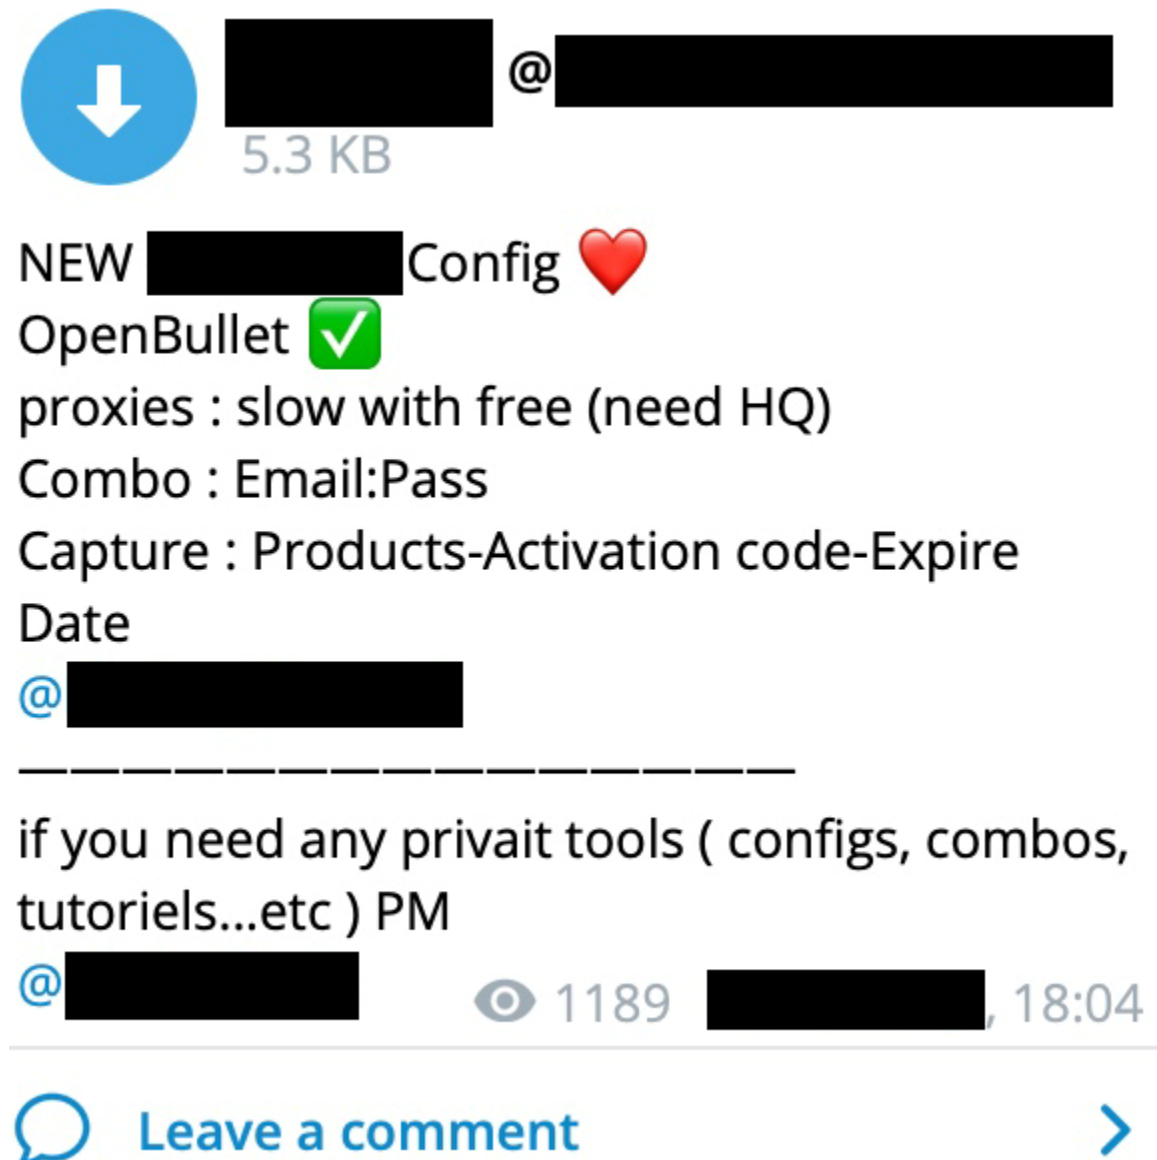 @
5.3 KB
NEW Config ❤️
OpenBullet ✅
proxies : slow with free (need HQ)
Combo : Email:Pass
Capture : Products-Activation code-Expire
Date
@
———————————————
if you need any privait tools ( configs, combos,
tutoriels...etc ) PM
@ 1189 , 18:04
Leave a comment